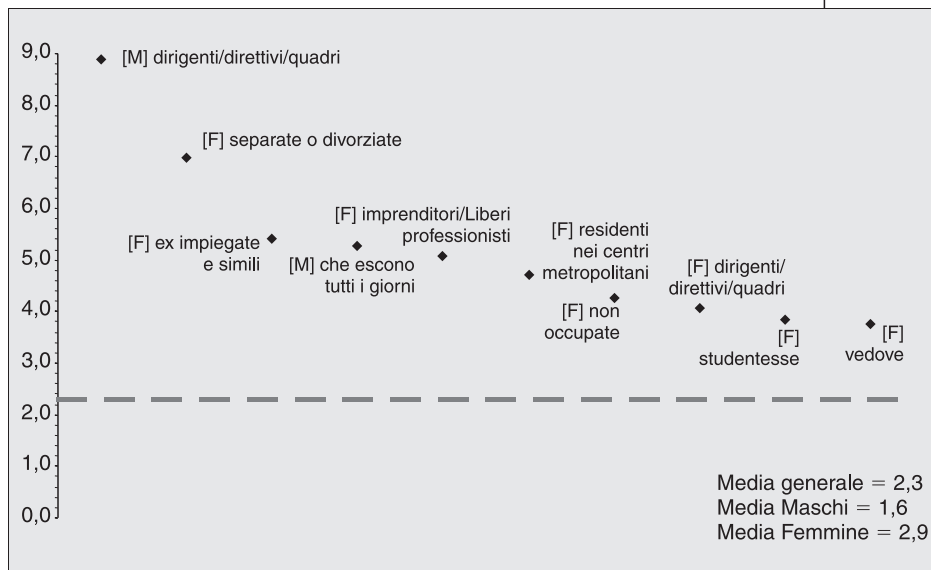 9,0
8,0
7,0
6,0
5,0
4,0
3,0
2,0
1,0
0,0
[M] dirigenti/direttivi/quadri
[F] separate o divorziate
[F] ex impiegate
e simili
[M] che escono
tutti i giorni
[F] imprenditori/Liberi
professionisti
[F] residenti
nei centri
metropolitani
[F] non
occupate
[F] dirigenti/
direttivi/quadri
[F]
studentesse
[F]
vedove
Media generale = 2,3
Media Maschi = 1,6
Media Femmine = 2,9